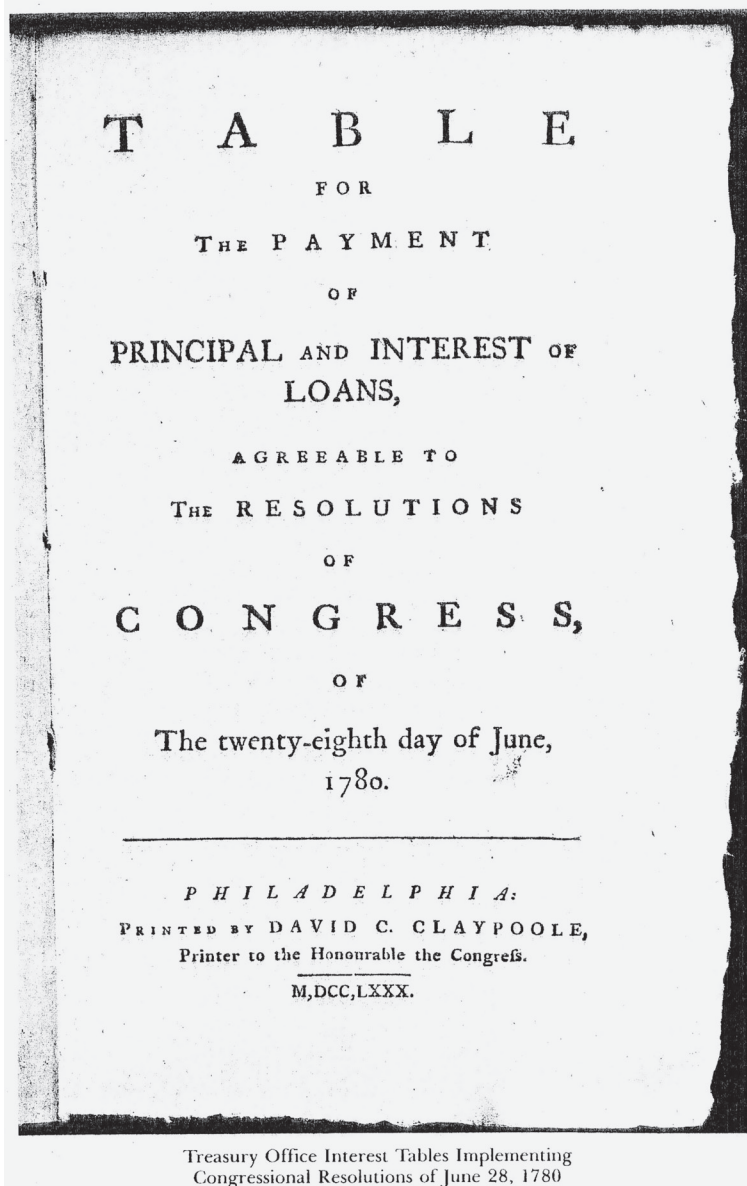 TABLE
FOR
THE PAYMENT
OF
PRINCIPAL AND INTEREST OF
LOANS,
AGREEABLE TO
THE RESOLUTIONS
OF
CONGRESS,
OF
The twenty-eighth day of June,
1780.
PHILADELPHIA:
PRINTED BY DAVID C. CLAYPOOLE,
Printer to the Honourable the Congreſs.
M,DCC,LXXX.
Treasury Office Interest Tables Implementing
Congressional Resolutions of June 28, 1780